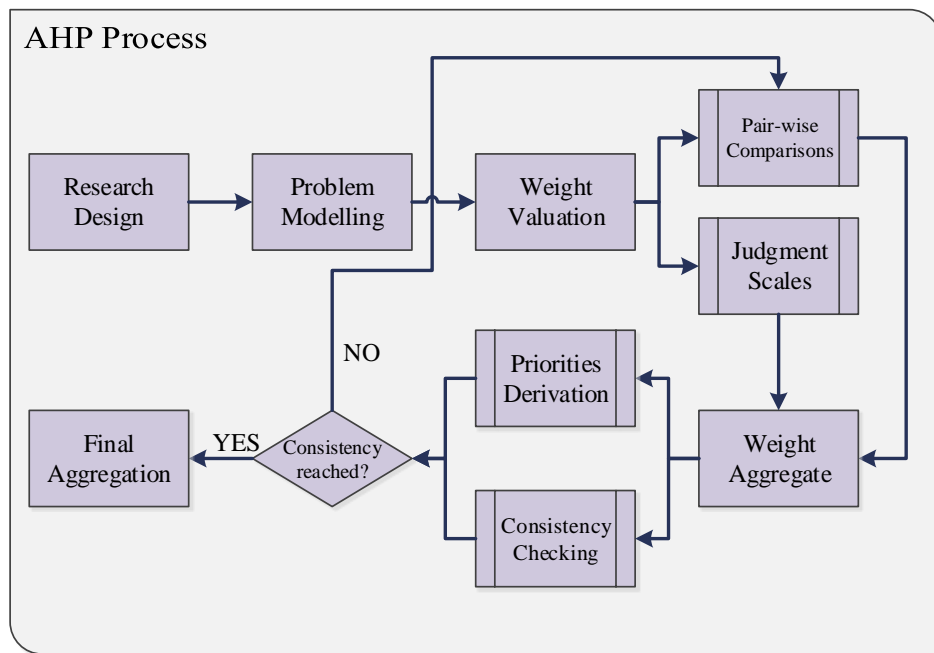 AHP Process
Research
Design
Problem
Modelling
Weight
Valuation
Pair-wise
Comparisons
Judgment
Scales
NO
Priorities
Derivation
Final
Aggregation
YES
Consistency
reached?
Weight
Aggregate
Consistency
Checking